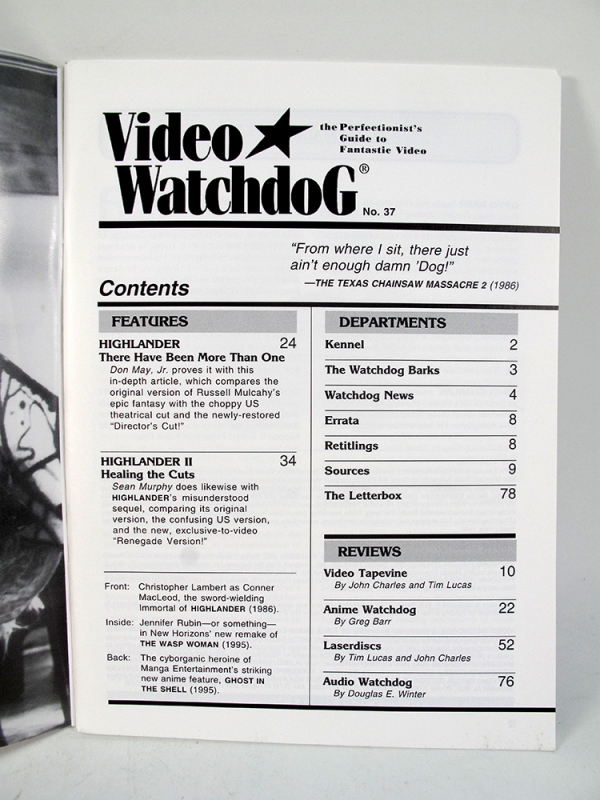 Video ★ the Perfectionist's
Guide to
Fantastic Video
WatchdoG®
No. 37
"From where I sit, there just
ain't enough damn 'Dog!"
—THE TEXAS CHAINSAW MASSACRE 2 (1986)
Contents
FEATURES
HIGHLANDER 24
There Have Been More Than One
Don May, Jr. proves it with this
in-depth article, which compares the
original version of Russell Mulcahy's
epic fantasy with the choppy US
theatrical cut and the newly-restored
"Director's Cut!"
HIGHLANDER II 34
Healing the Cuts
Sean Murphy does likewise with
HIGHLANDER's misunderstood
sequel, comparing its original
version, the confusing US version,
and the new, exclusive-to-video
"Renegade Version!"
Front: Christopher Lambert as Conner
MacLeod, the sword-wielding
Immortal of HIGHLANDER (1986).
Inside: Jennifer Rubin—or something—
in New Horizons' new remake of
THE WASP WOMAN (1995).
Back: The cyborganic heroine of
Manga Entertainment's striking
new anime feature, GHOST IN
THE SHELL (1995).
DEPARTMENTS
Kennel 2
The Watchdog Barks 3
Watchdog News 4
Errata 8
Retitlings 8
Sources 9
The Letterbox 78
REVIEWS
Video Tapevine 10
By John Charles and Tim Lucas
Anime Watchdog 22
By Greg Barr
Laserdiscs 52
By Tim Lucas and John Charles
Audio Watchdog 76
By Douglas E. Winter